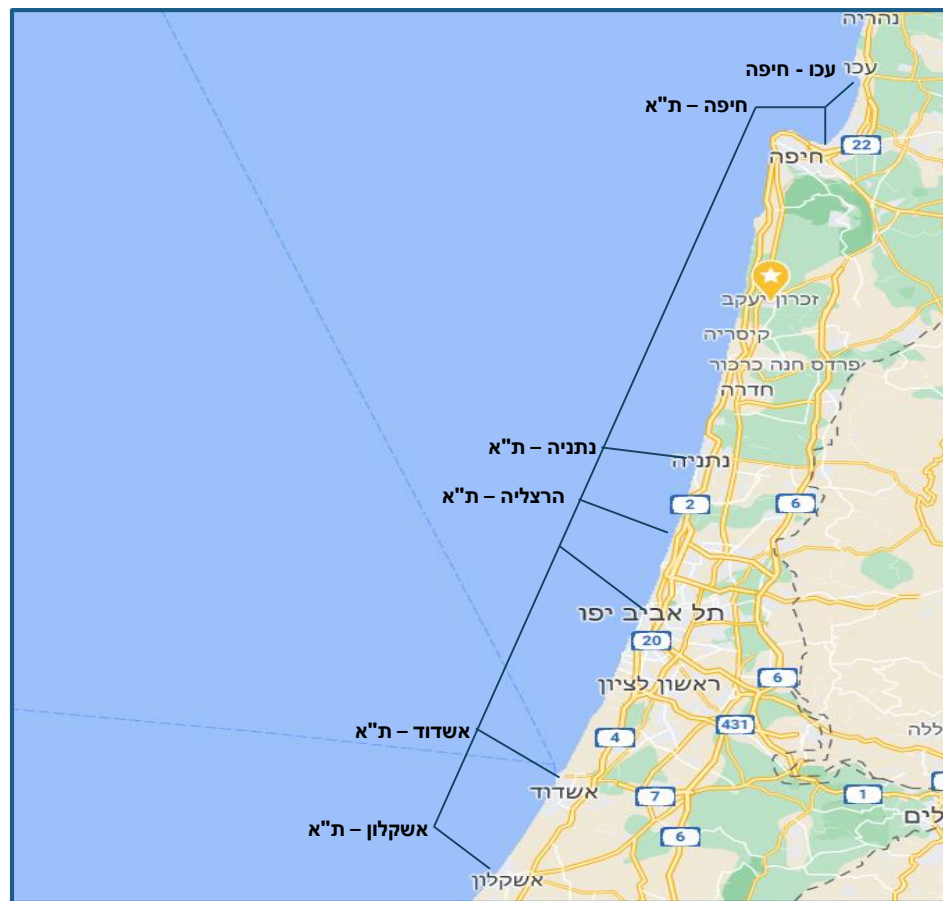 נהריה
עכו
עכו - חיפה
חיפה – ת"א
22
חיפה
זכרון יעקב
קיסריה
פרדס חנה כרכור
חדרה
נתניה – ת"א
נתניה
הרצליה – ת"א
2
6
תל אביב יפו
20
ראשון לציון
6
431
אשדוד – ת"א
4
ללה
אשדוד
7
1
לים
6
אשקלון – ת"א
אשקלון